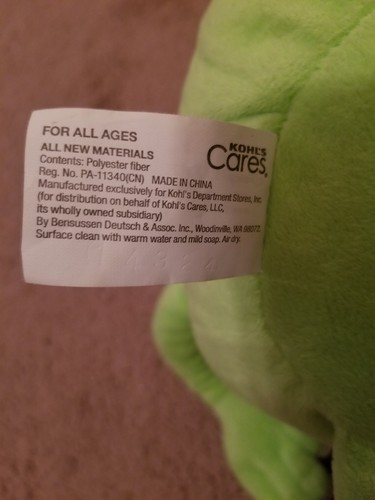 FOR ALL AGES
ALL NEW MATERIALS
Contents: Polyester fiber
Reg. No. PA-11340(CN) MADE IN CHINA
Manufactured exclusively for Kohl's Department Stores, Inc.
(for distribution on behalf of Kohl's Cares, LLC,
its wholly owned subsidiary)
By Bensussen Deutsch & Assoc. Inc., Woodinville, WA
Surface clean with warm water and mild soap. Air dry.
KOHL'S
Cares